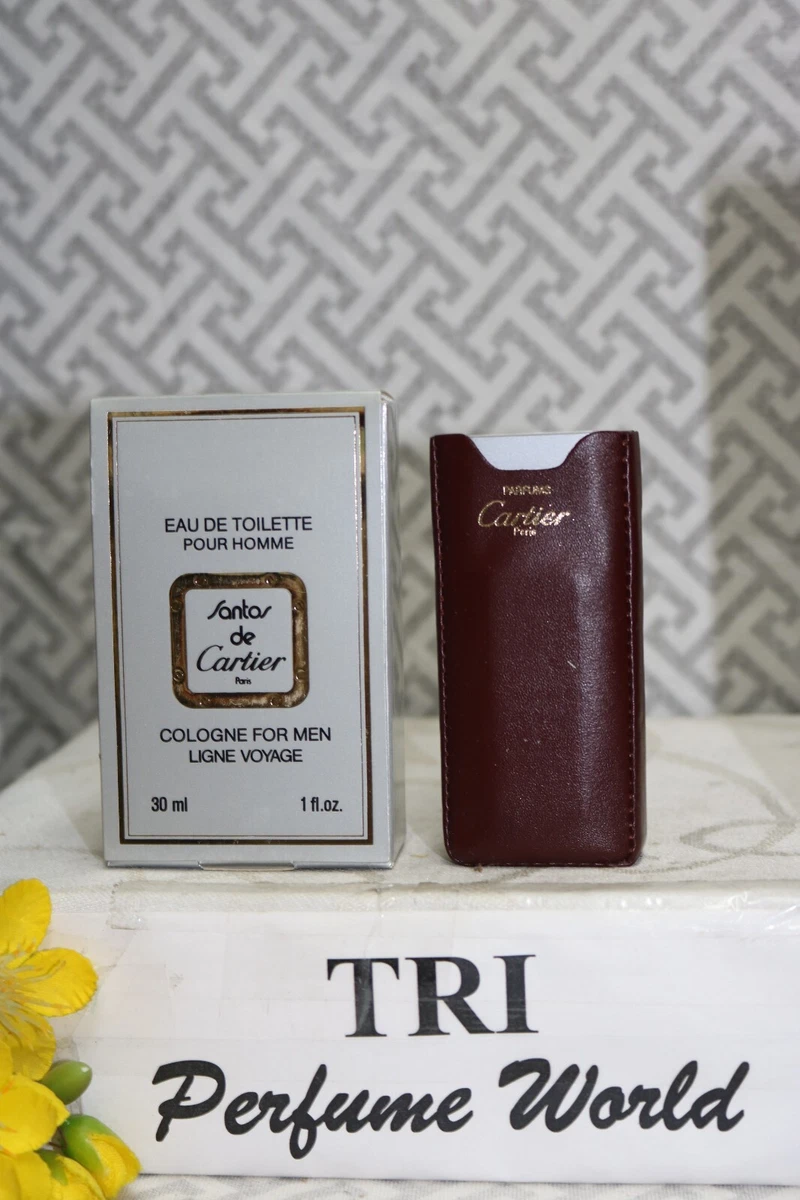 EAU DE TOILETTE
POUR HOMME
Santos
de
Cartier
Paris
COLOGNE FOR MEN
LIGNE VOYAGE
30 ml 1 fl.oz.
PARFUMS
Cartier
Paris
TRI
Perfume World